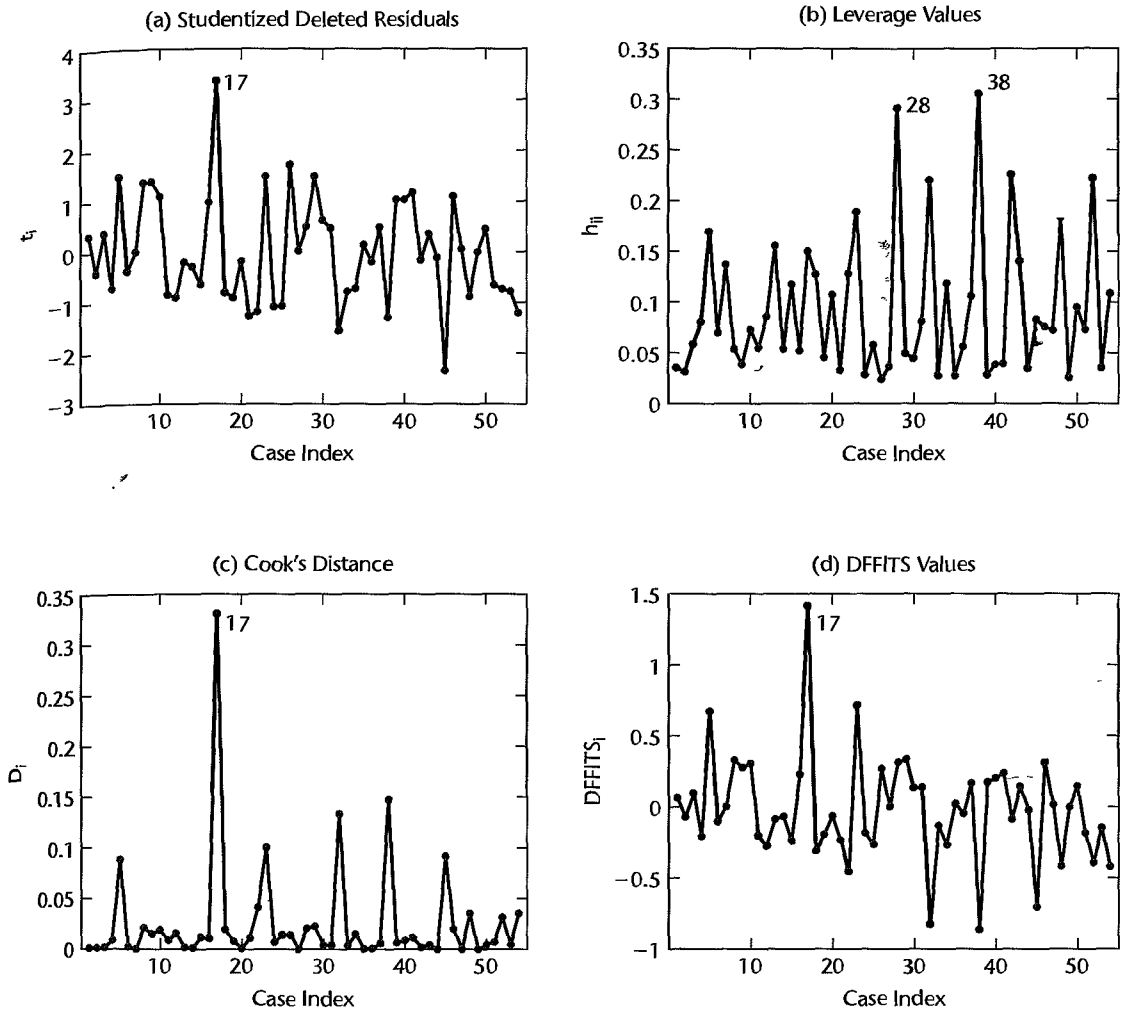 (a) Studentized Deleted Residuals
4
3
2
1
0
−1
−2
−3
t_i
17
10 20 30 40 50
Case Index
(b) Leverage Values
0.35
0.3
0.25
0.2
0.15
0.1
0.05
0
h_ii
28
38
10 20 30 40 50
Case Index
(c) Cook's Distance
0.35
0.3
0.25
0.2
0.15
0.1
0.05
0
D_i
17
10 20 30 40 50
Case Index
(d) DFFITS Values
1.5
1
0.5
0
−0.5
−1
DFFITS_i
17
10 20 30 40 50
Case Index